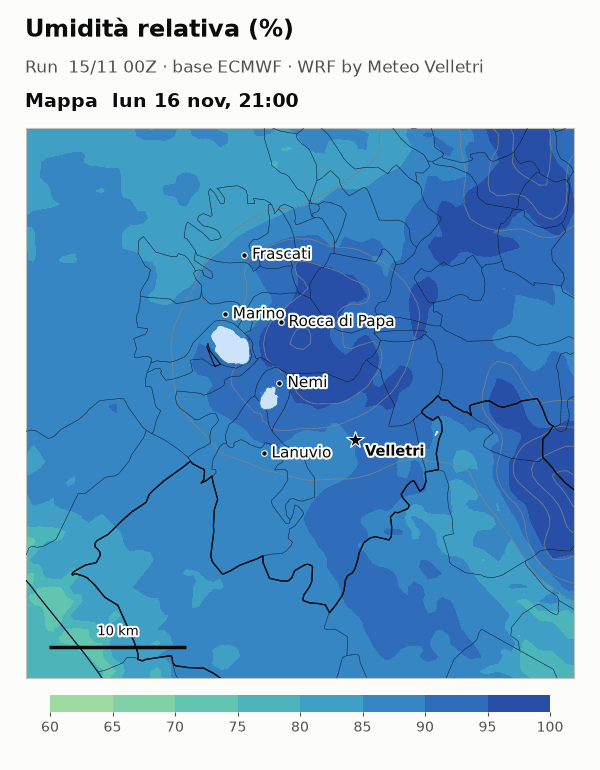 Umidità relativa (%)
Run  15/11 00Z · base ECMWF · WRF by Meteo Velletri
Mappa  lun 16 nov, 21:00
Frascati
Marino
Rocca di Papa
Nemi
Velletri
Lanuvio
10 km
60 65 70 75 80 85 90 95 100